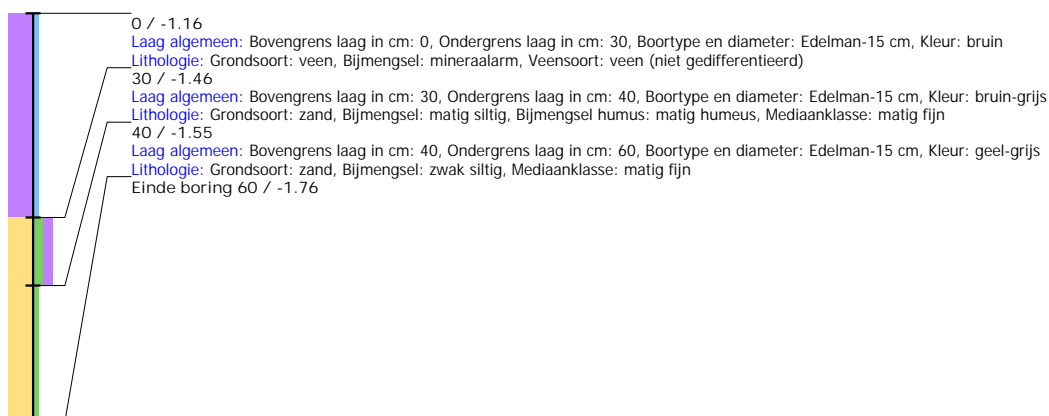 0 / -1.16
Laag algemeen: Bovengrens laag in cm: 0, Ondergrens laag in cm: 30, Boortype en diameter: Edelman-15 cm, Kleur: bruin
Lithologie: Grondsoort: veen, Bijmengsel: mineraalarm, Veensoort: veen (niet gedifferentieerd)
30 / -1.46
Laag algemeen: Bovengrens laag in cm: 30, Ondergrens laag in cm: 40, Boortype en diameter: Edelman-15 cm, Kleur: bruin-grijs
Lithologie: Grondsoort: zand, Bijmengsel: matig siltig, Bijmengsel humus: matig humeus, Mediaanklasse: matig fijn
40 / -1.55
Laag algemeen: Bovengrens laag in cm: 40, Ondergrens laag in cm: 60, Boortype en diameter: Edelman-15 cm, Kleur: geel-grijs
Lithologie: Grondsoort: zand, Bijmengsel: zwak siltig, Mediaanklasse: matig fijn
Einde boring 60 / -1.76